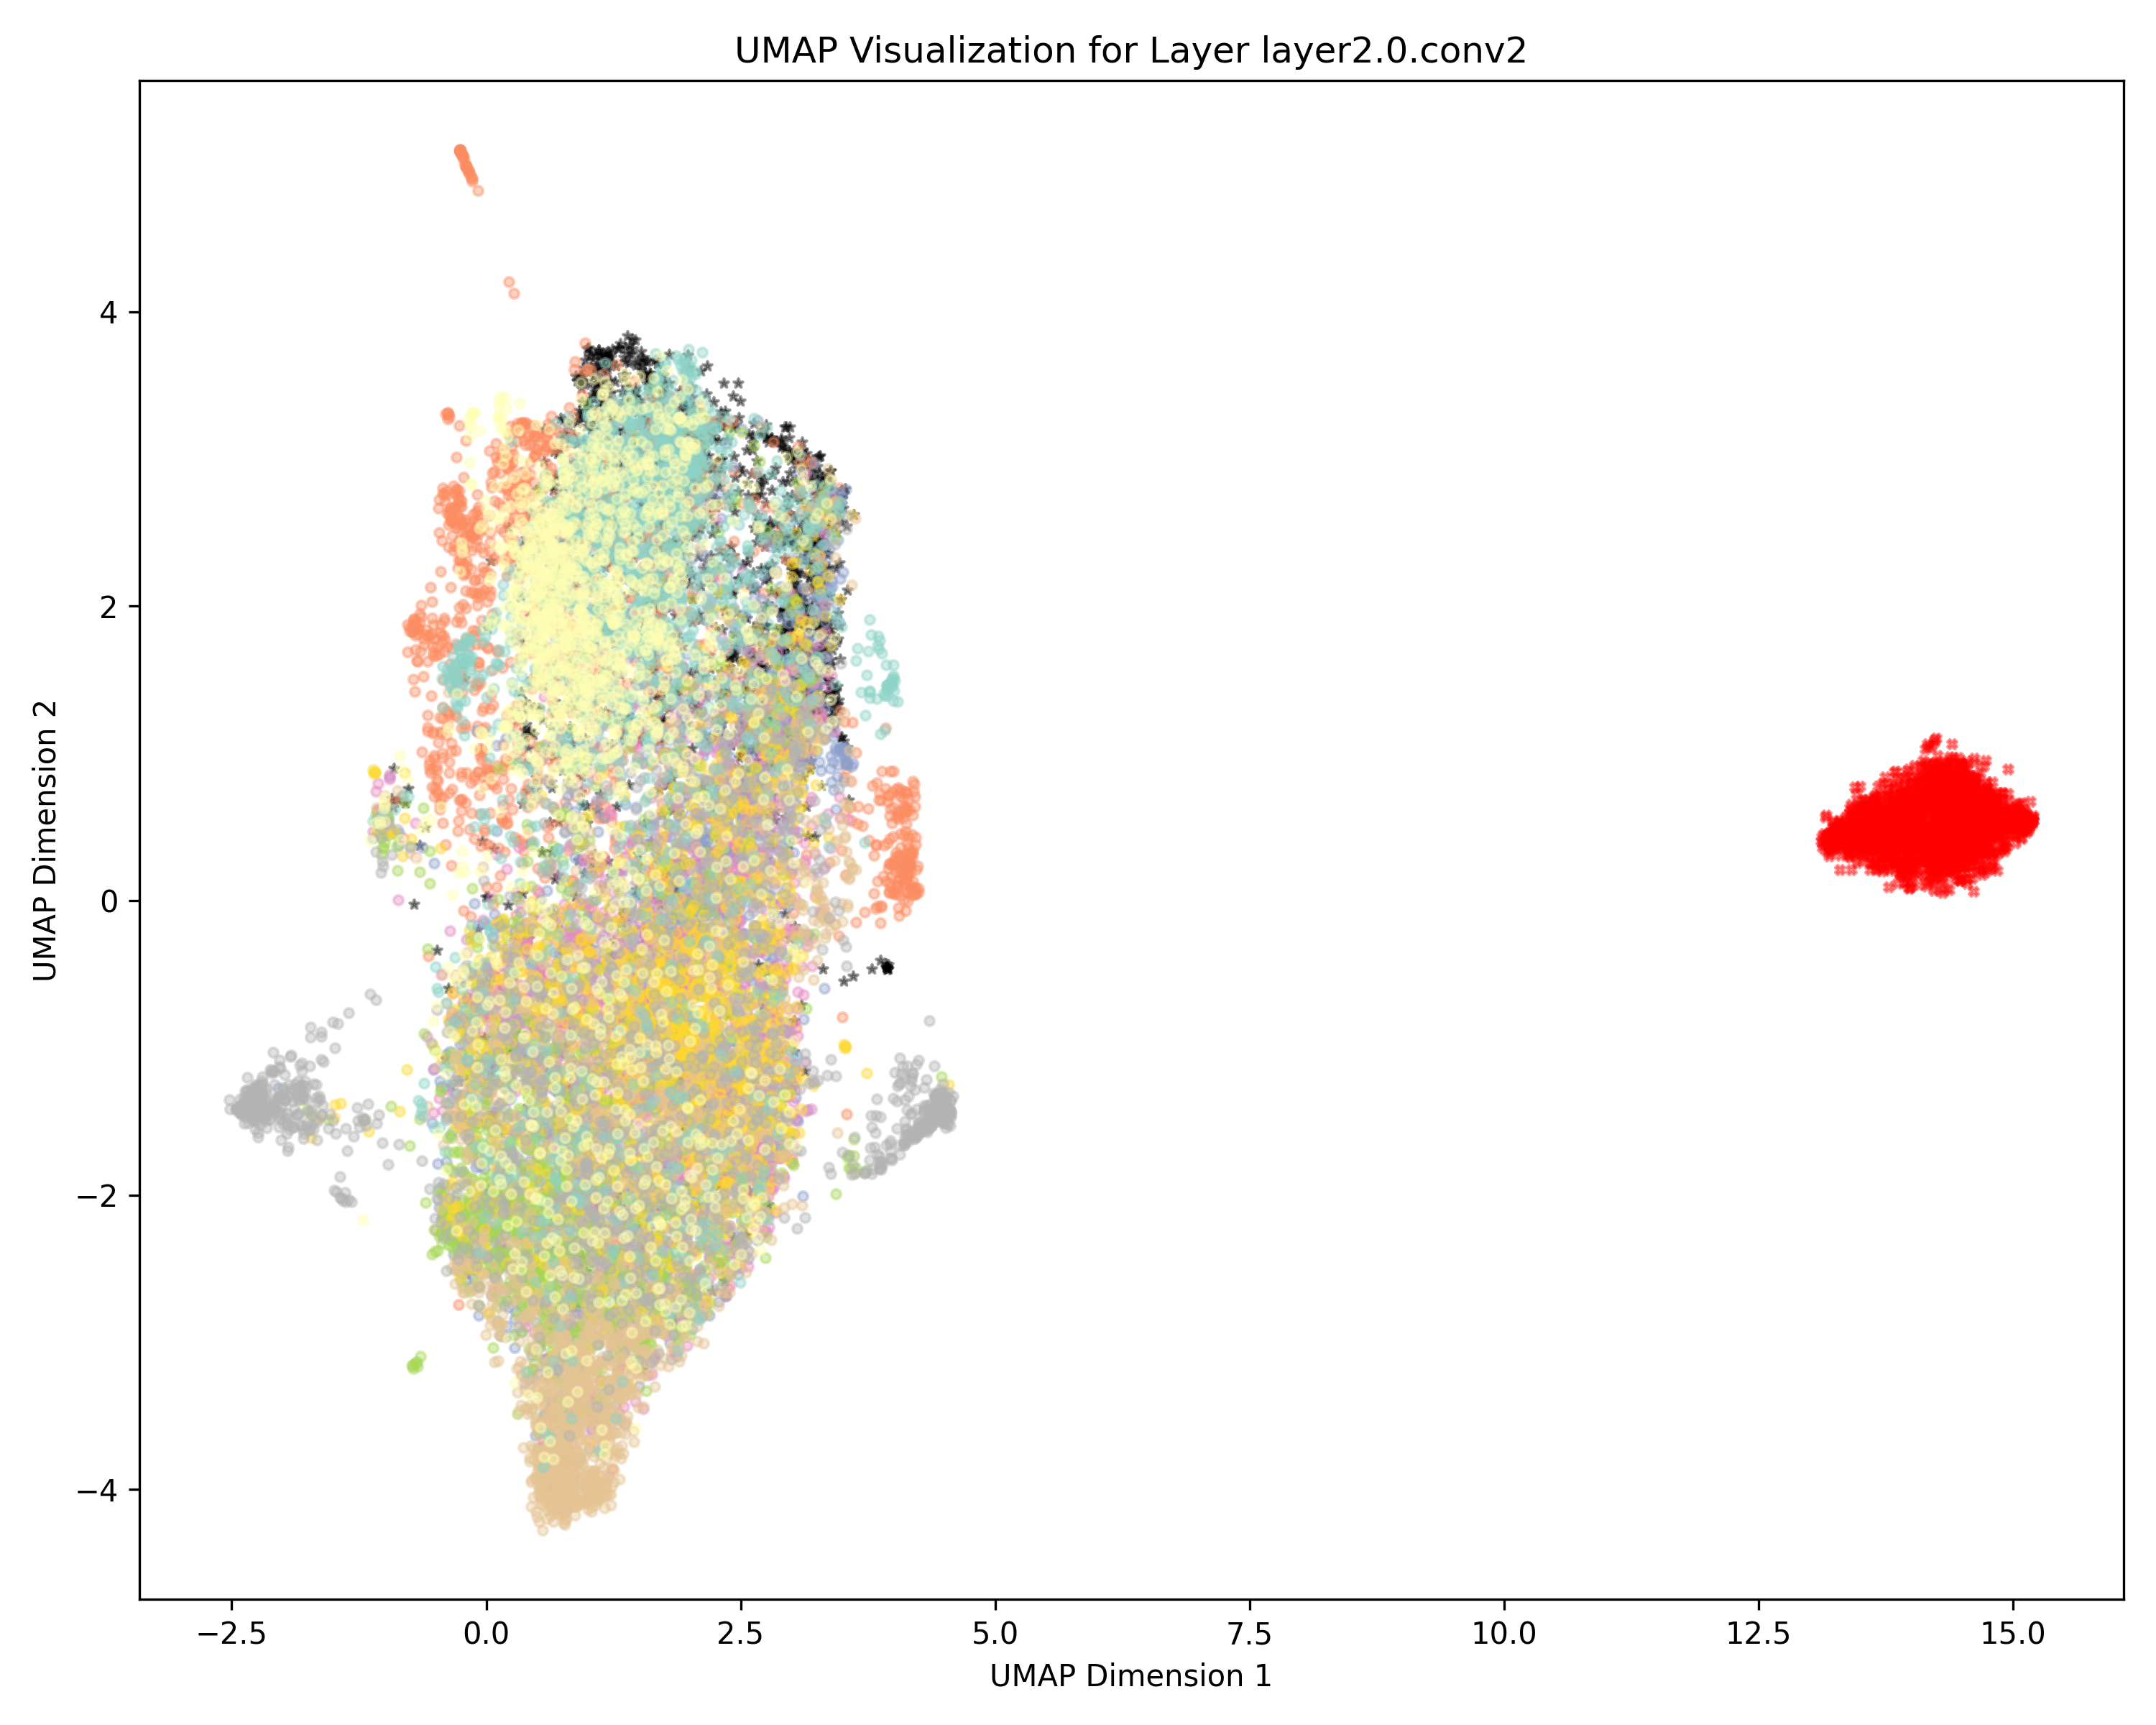 UMAP Visualization for Layer layer2.0.conv2
4
2
0
−2
−4
UMAP Dimension 2
−2.5 0.0 2.5 5.0 7.5 10.0 12.5 15.0
UMAP Dimension 1